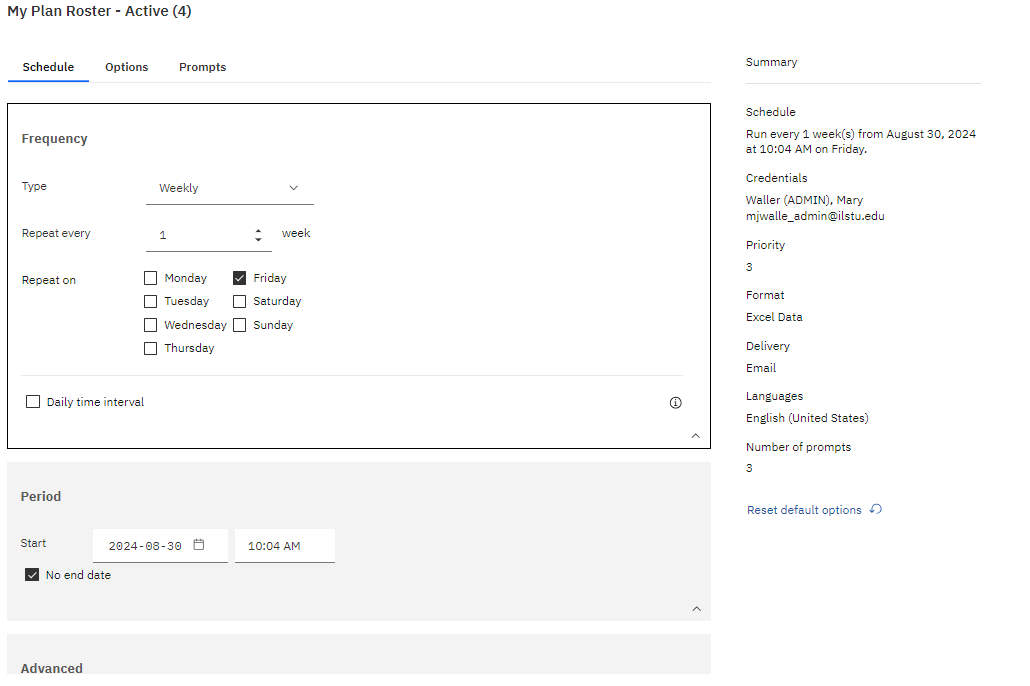 My Plan Roster - Active (4)
Schedule Options Prompts
Frequency
Type Weekly
Repeat every 1 week
Repeat on Monday Friday
Tuesday Saturday
Wednesday Sunday
Thursday
Daily time interval
Period
Start 2024-08-30 10:04 AM
No end date
Advanced
Summary
Schedule
Run every 1 week(s) from August 30, 2024
at 10:04 AM on Friday.
Credentials
Waller (ADMIN), Mary
mjwalle_admin@ilstu.edu
Priority
3
Format
Excel Data
Delivery
Email
Languages
English (United States)
Number of prompts
3
Reset default options